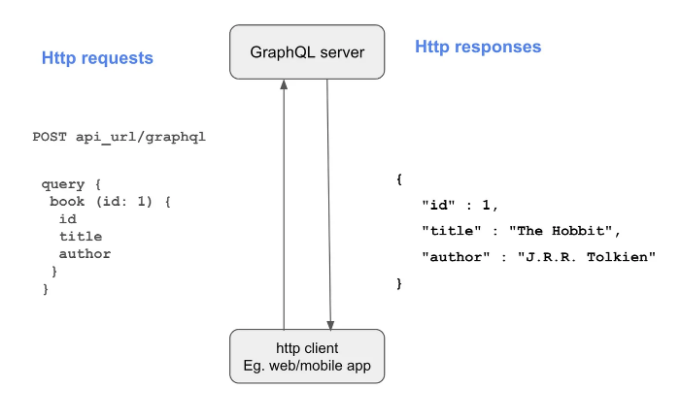 Http requests
GraphQL server
Http responses
POST api_url/graphql
query {
book (id: 1) {
id
title
author
}
}
{
"id" : 1,
"title" : "The Hobbit",
"author" : "J.R.R. Tolkien"
}
http client
Eg. web/mobile app